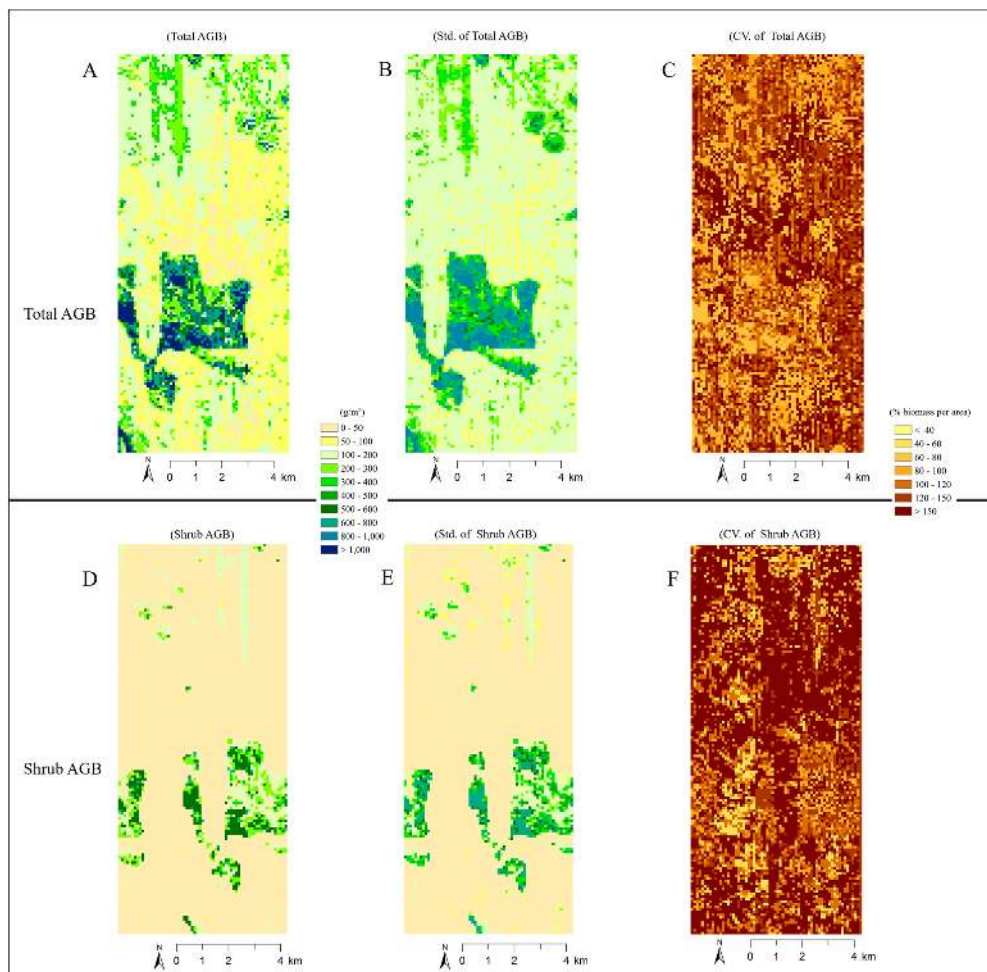 (Total AGB)
(Std. of Total AGB)
(CV. of Total AGB)
A
B
C
Total AGB
(g/m²)
0 - 50
50 - 100
100 - 200
200 - 300
300 - 400
400 - 500
500 - 600
600 - 800
800 - 1,000
> 1,000
(% biomass per area)
< 40
40 - 60
60 - 80
80 - 100
100 - 120
120 - 150
> 150
N
0 1 2 4 km
N
0 1 2 4 km
N
0 1 2 4 km
(Shrub AGB)
(Std. of Shrub AGB)
(CV. of Shrub AGB)
D
E
F
Shrub AGB
N
0 2 4 km
N
0 2 4 km
N
0 2 4 km